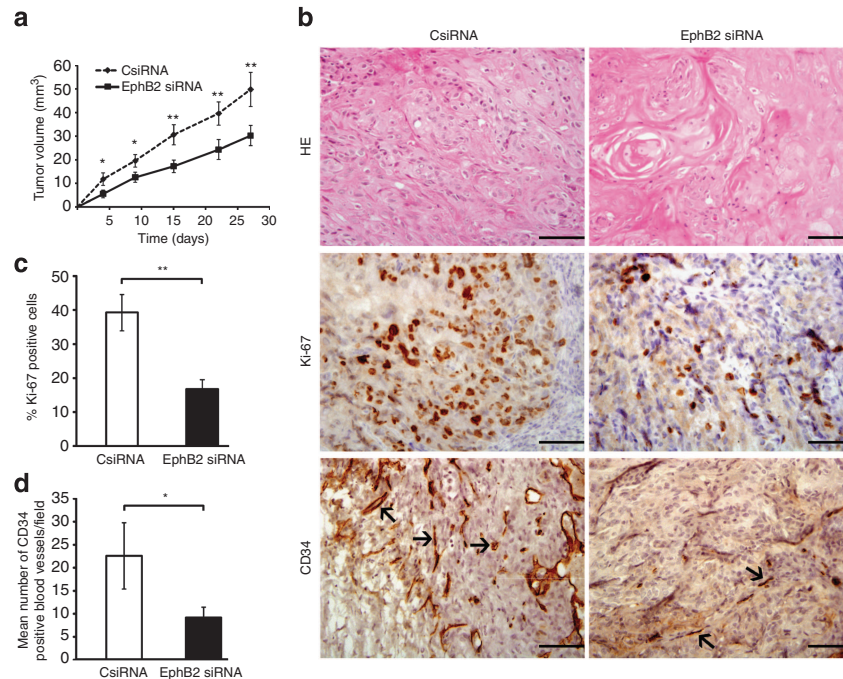 a
Tumor volume (mm³)
60
50
40
30
20
10
0
CsiRNA
EphB2 siRNA
*
*
**
**
**
5
10
15
20
25
30
Time (days)
b
CsiRNA
EphB2 siRNA
HE
Ki-67
CD34
c
% Ki-67 positive cells
50
40
30
20
10
0
**
CsiRNA
EphB2 siRNA
d
Mean number of CD34
positive blood vessels/field
35
30
25
20
15
10
5
0
*
CsiRNA
EphB2 siRNA